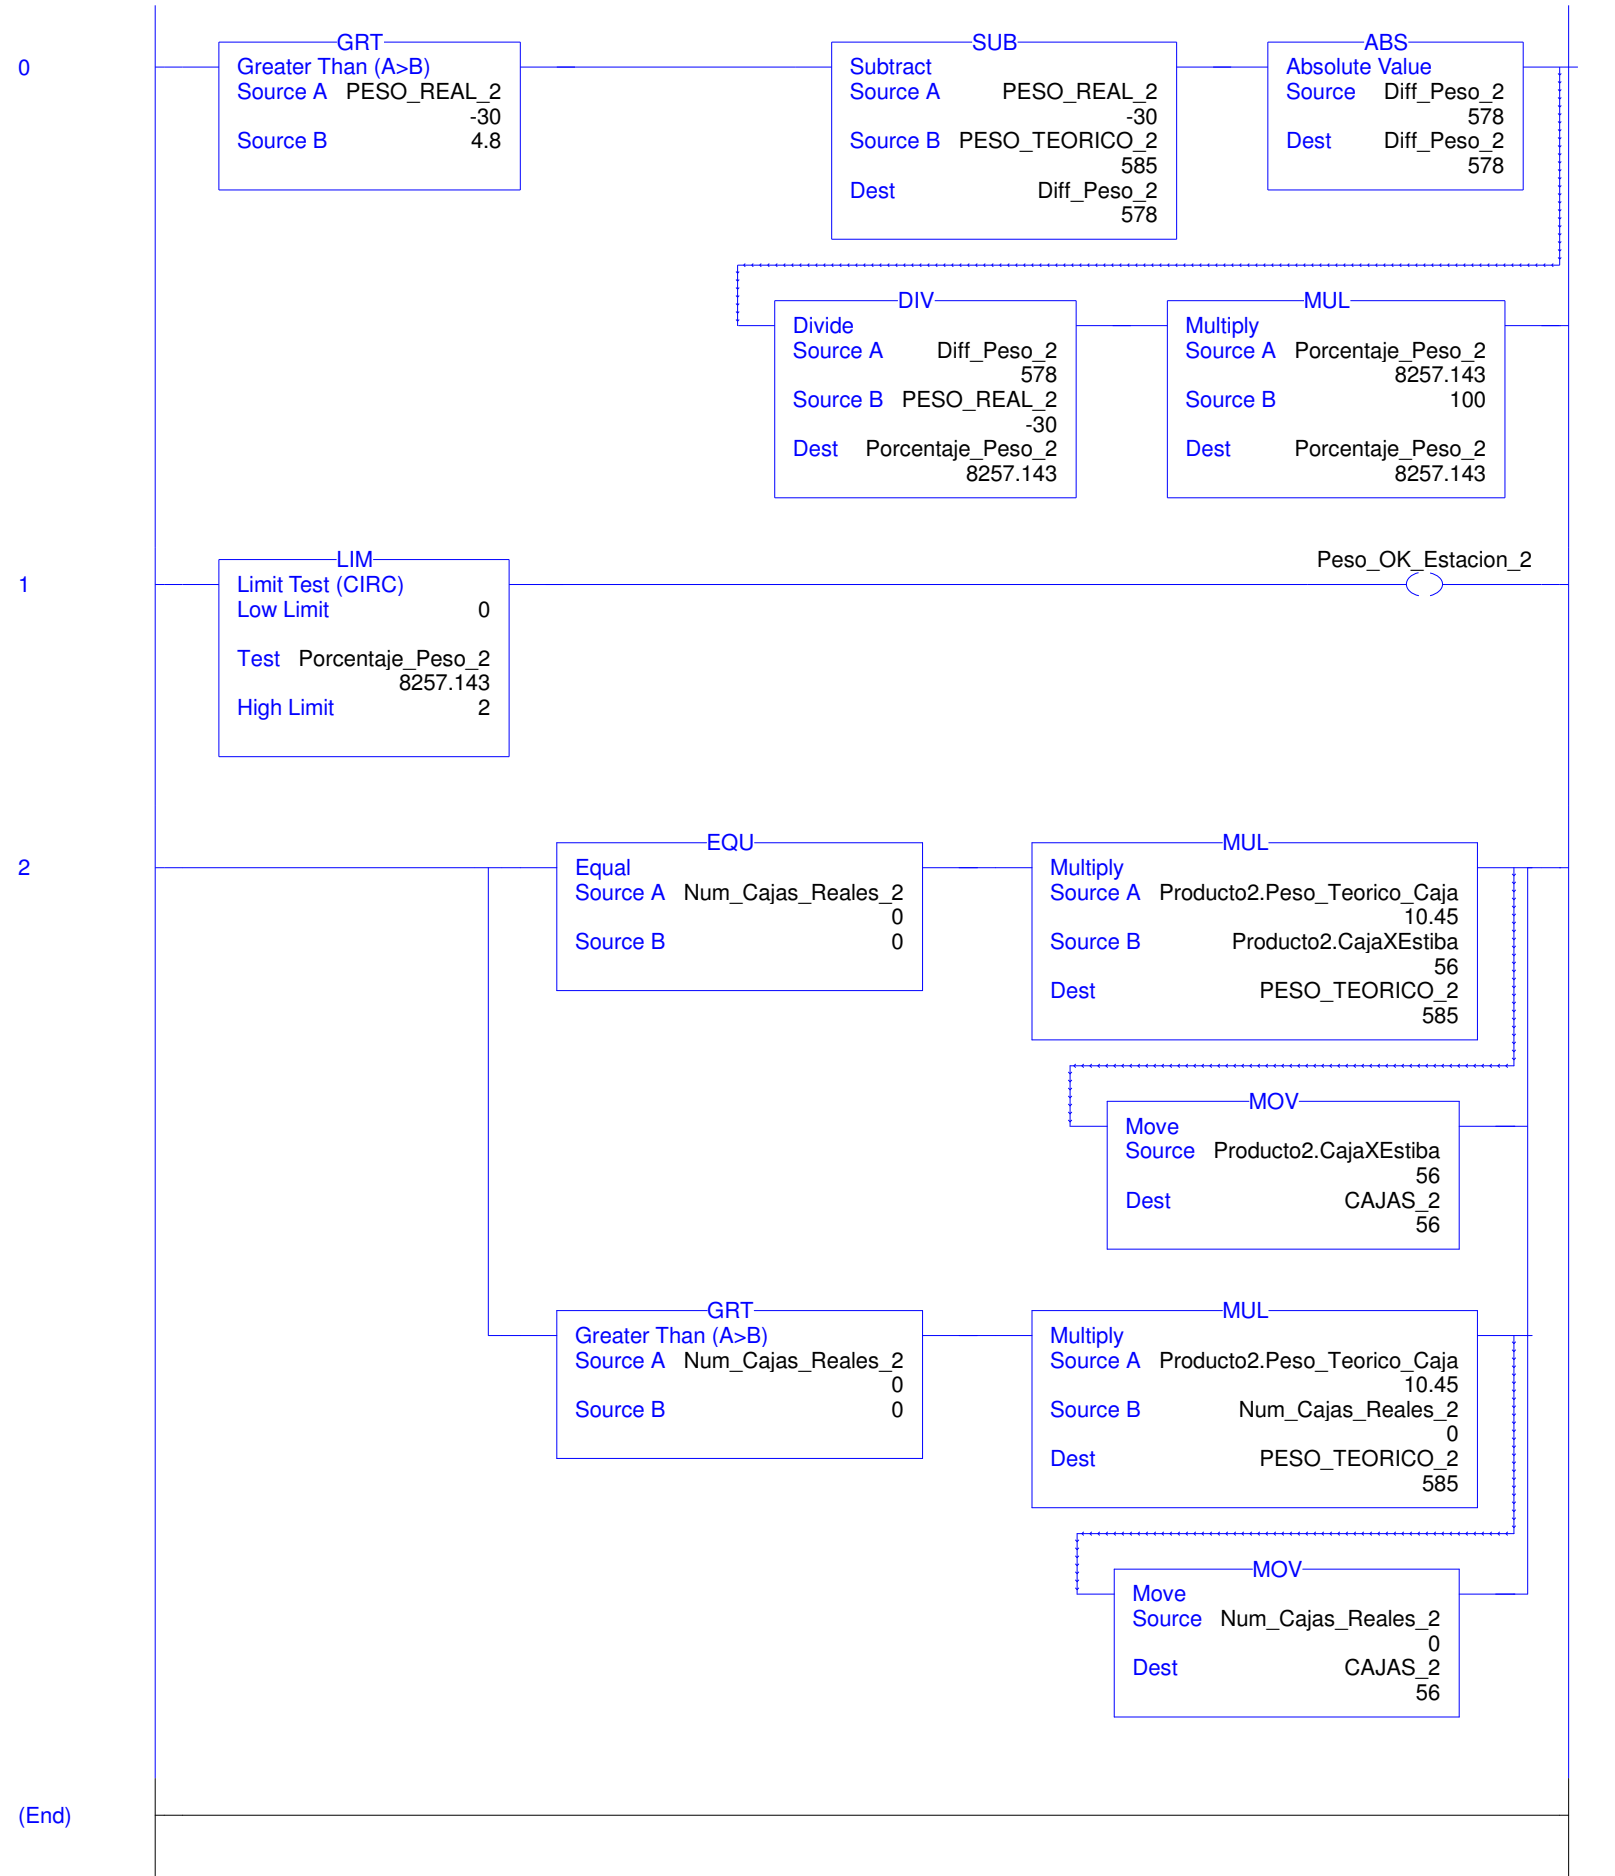 0
GRT
Greater Than (A>B)
Source A PESO_REAL_2
-30
Source B 4.8
SUB
Subtract
Source A PESO_REAL_2
-30
Source B PESO_TEORICO_2
585
Dest Diff_Peso_2
578
ABS
Absolute Value
Source Diff_Peso_2
578
Dest Diff_Peso_2
578
DIV
Divide
Source A Diff_Peso_2
578
Source B PESO_REAL_2
-30
Dest Porcentaje_Peso_2
8257.143
MUL
Multiply
Source A Porcentaje_Peso_2
8257.143
Source B 100
Dest Porcentaje_Peso_2
8257.143
1
LIM
Limit Test (CIRC)
Low Limit 0
Test Porcentaje_Peso_2
8257.143
High Limit 2
Peso_OK_Estacion_2
2
EQU
Equal
Source A Num_Cajas_Reales_2
0
Source B 0
MUL
Multiply
Source A Producto2.Peso_Teorico_Caja
10.45
Source B Producto2.CajaXEstiba
56
Dest PESO_TEORICO_2
585
MOV
Move
Source Producto2.CajaXEstiba
56
Dest CAJAS_2
56
GRT
Greater Than (A>B)
Source A Num_Cajas_Reales_2
0
Source B 0
MUL
Multiply
Source A Producto2.Peso_Teorico_Caja
10.45
Source B Num_Cajas_Reales_2
0
Dest PESO_TEORICO_2
585
MOV
Move
Source Num_Cajas_Reales_2
0
Dest CAJAS_2
56
(End)